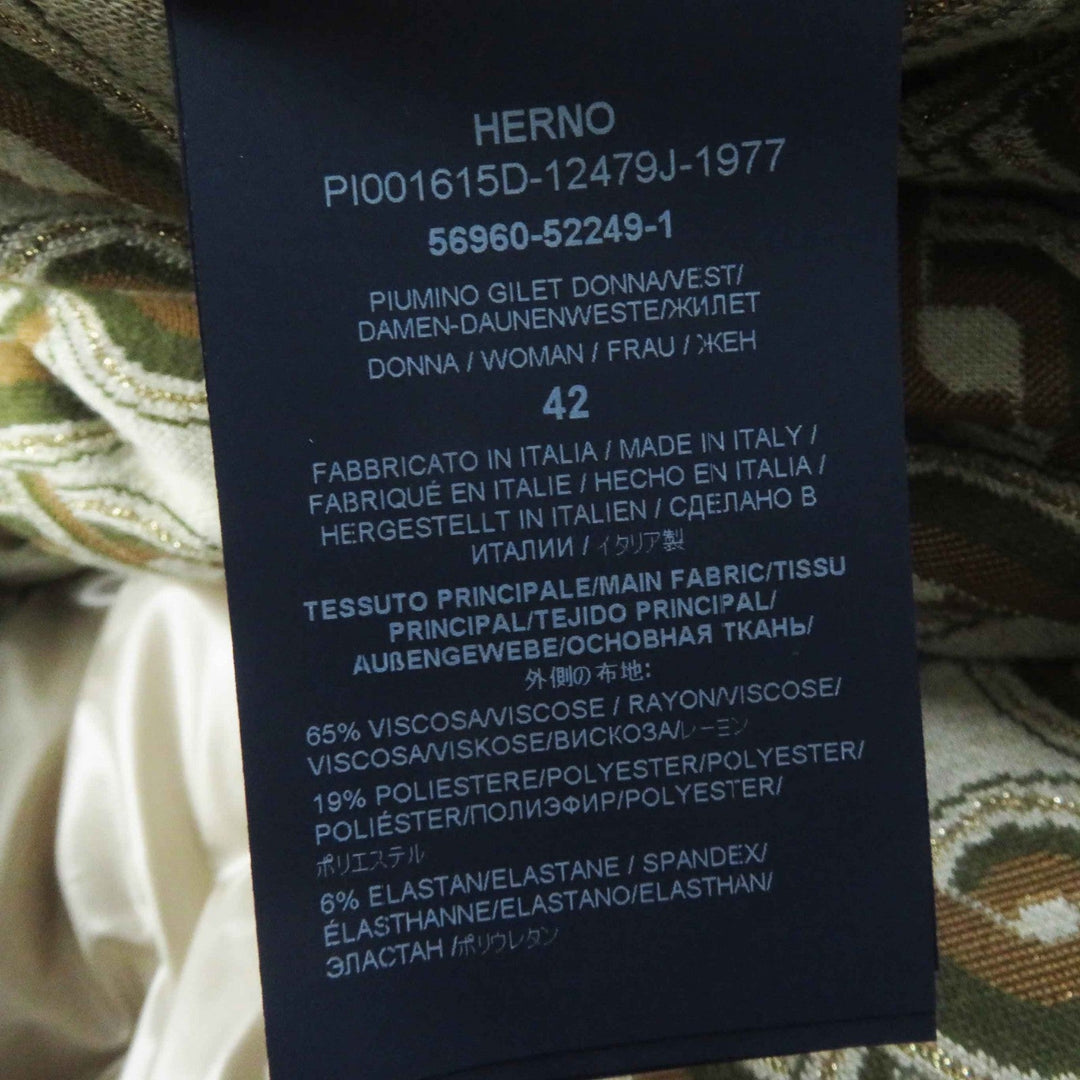 HERNO
PI001615D-12479J-1977
56960-52249-1
PIUMINO GILET DONNA/VEST/
DAMEN-DAUNENWESTE/ЖИЛЕТ
DONNA / WOMAN / FRAU / ЖЕН
42
FABBRICATO IN ITALIA / MADE IN ITALY /
FABRIQUÉ EN ITALIE / HECHO EN ITALIA /
HERGESTELLT IN ITALIEN / СДЕЛАНО В
ИТАЛИИ / イタリア製
TESSUTO PRINCIPALE/MAIN FABRIC/TISSU
PRINCIPAL/TEJIDO PRINCIPAL/
AUßENGEWEBE/ОСНОВНАЯ ТКАНЬ/
外側の布地:
65% VISCOSA/VISCOSE / RAYON/VISCOSE/
VISCOSA/VISKOSE/ВИСКОЗА/レーミン
19% POLIESTERE/POLYESTER/POLYESTER/
POLIÉSTER/ПОЛИЭФИР/POLYESTER/
ポリエステル
6% ELASTAN/ELASTANE / SPANDEX/
ÉLASTHANNE/ELASTANO/ELASTHAN/
ЭЛАСТАН /ポリウレタン